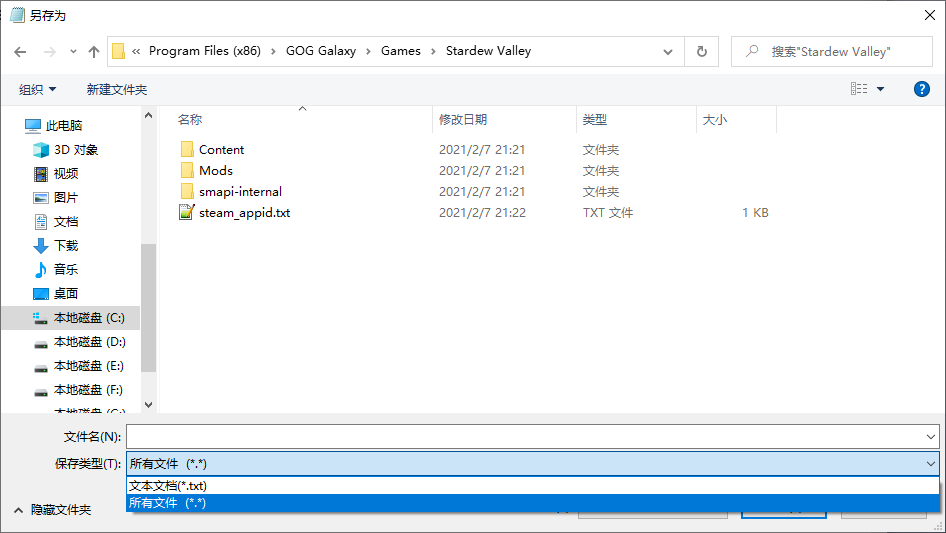 另存为
« Program Files (x86) › GOG Galaxy › Games › Stardew Valley
搜索"Stardew Valley"
组织 新建文件夹
名称 修改日期 类型 大小
此电脑
3D 对象
视频
图片
文档
下载
音乐
桌面
本地磁盘 (C:)
本地磁盘 (D:)
本地磁盘 (E:)
本地磁盘 (F:)
Content 2021/2/7 21:21 文件夹
Mods 2021/2/7 21:21 文件夹
smapi-internal 2021/2/7 21:21 文件夹
steam_appid.txt 2021/2/7 21:22 TXT 文件 1 KB
文件名(N):
保存类型(T): 所有文件 (*.*)
文本文档(*.txt)
所有文件 (*.*)
隐藏文件夹